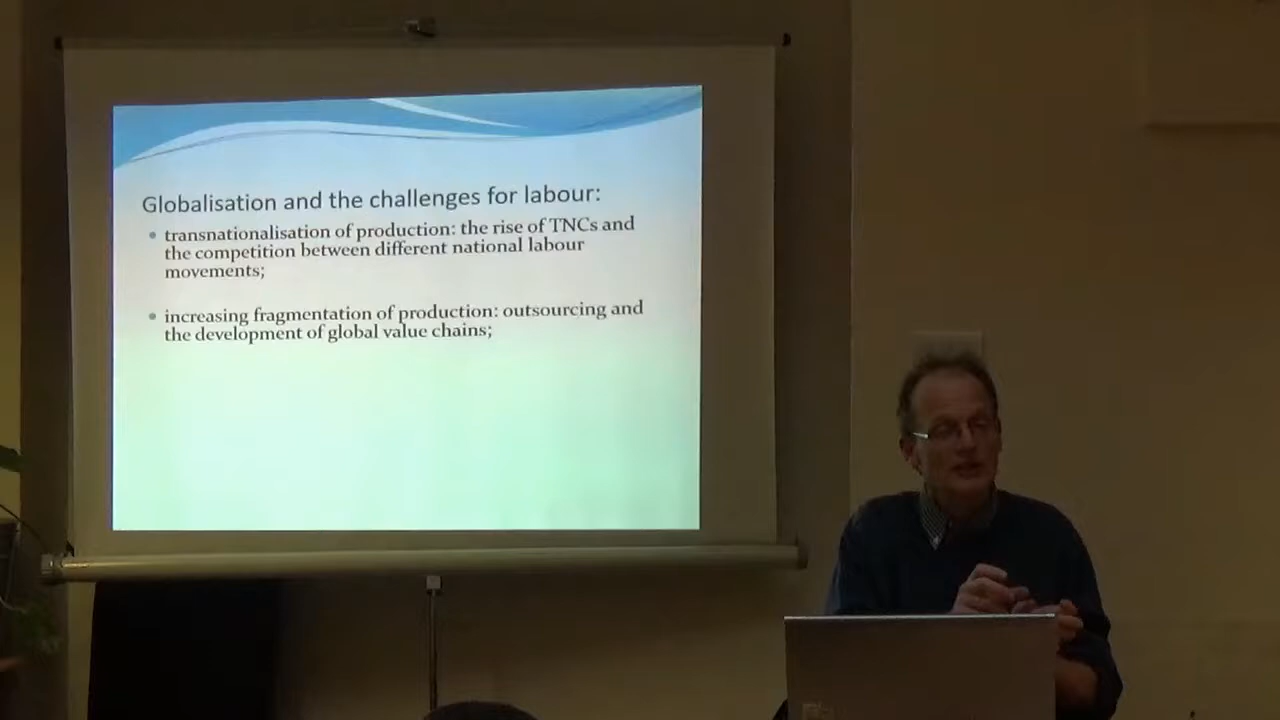 Globalisation and the challenges for labour:
transnationalisation of production: the rise of TNCs and
the competition between different national labour
movements;
increasing fragmentation of production: outsourcing and
the development of global value chains;